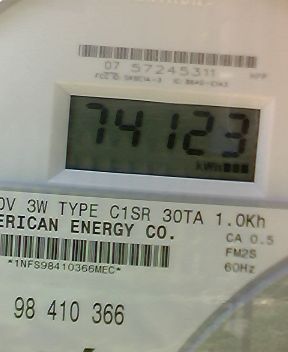 07 57245311
74123
kWh
0V 3W TYPE C1SR 30TA 1.0Kh
ERICAN ENERGY CO.
CA 0.5
FM2S
*1NFS98410366MEC*
60Hz
98 410 366